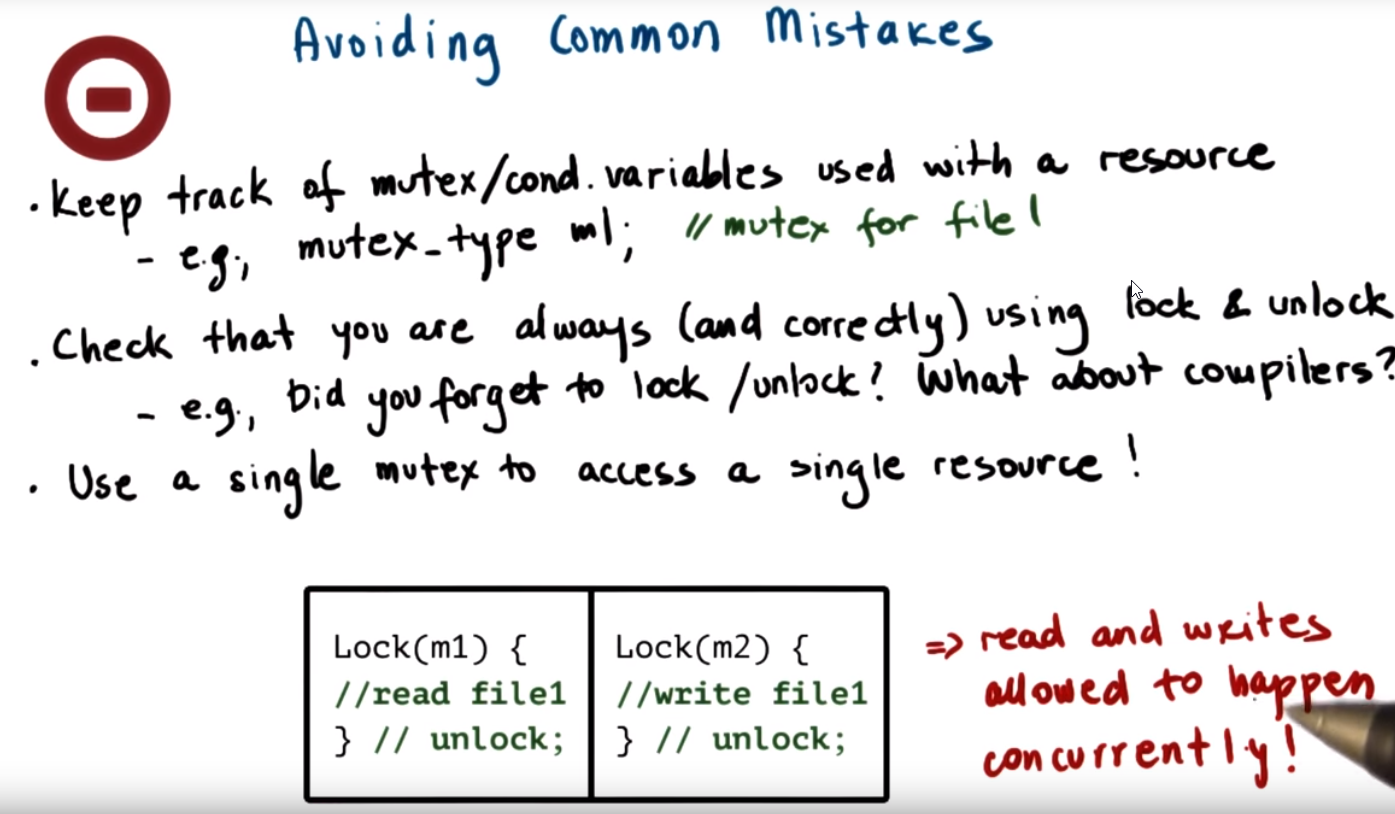 Avoiding Common Mistakes
. Keep track of mutex/cond. variables used with a resource
- e.g., mutex_type m1; // mutex for file 1
. Check that you are always (and correctly) using lock & unlock
- e.g., Did you forget to lock /unlock? What about compilers?
. Use a single mutex to access a single resource!
Lock(m1) {
//read file1
} // unlock;
Lock(m2) {
//write file1
} // unlock;
=> read and writes
allowed to happen
concurrently!